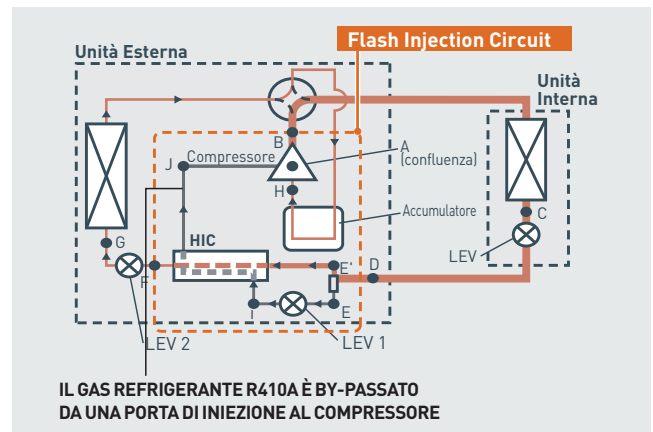 Flash Injection Circuit
Unità Esterna
Unità
Interna
B
A
(confluenza)
J
Compressore
H
Accumulatore
C
LEV
G
HIC
E'
D
F
I
E
LEV 2
LEV 1
IL GAS REFRIGERANTE R410A È BY-PASSATO
DA UNA PORTA DI INIEZIONE AL COMPRESSORE